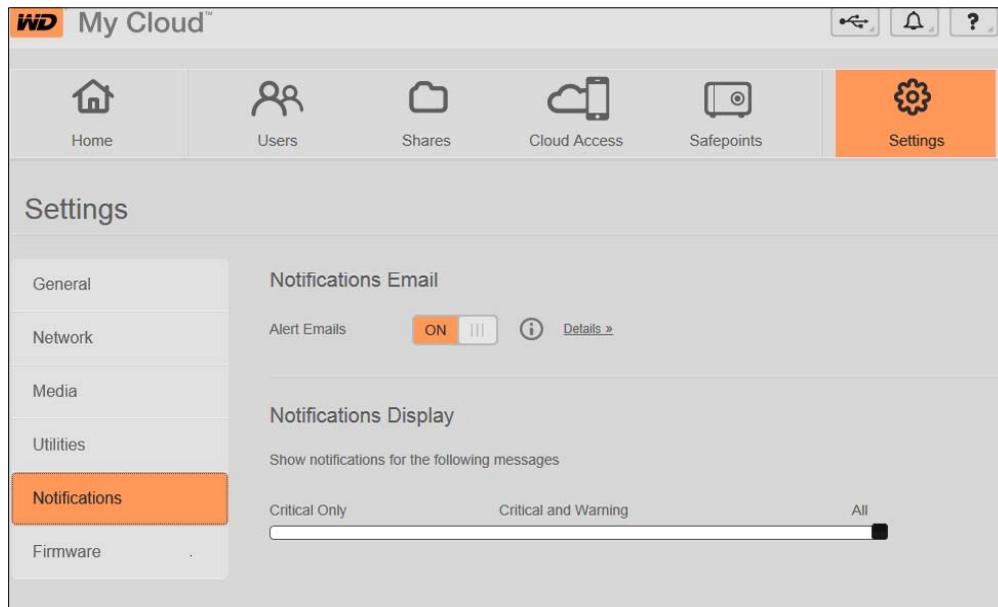 WD My Cloud™
?
Home Users Shares Cloud Access Safepoints Settings
Settings
General
Network
Media
Utilities
Notifications
Firmware
Notifications Email
Alert Emails ON Details »
Notifications Display
Show notifications for the following messages
Critical Only Critical and Warning All